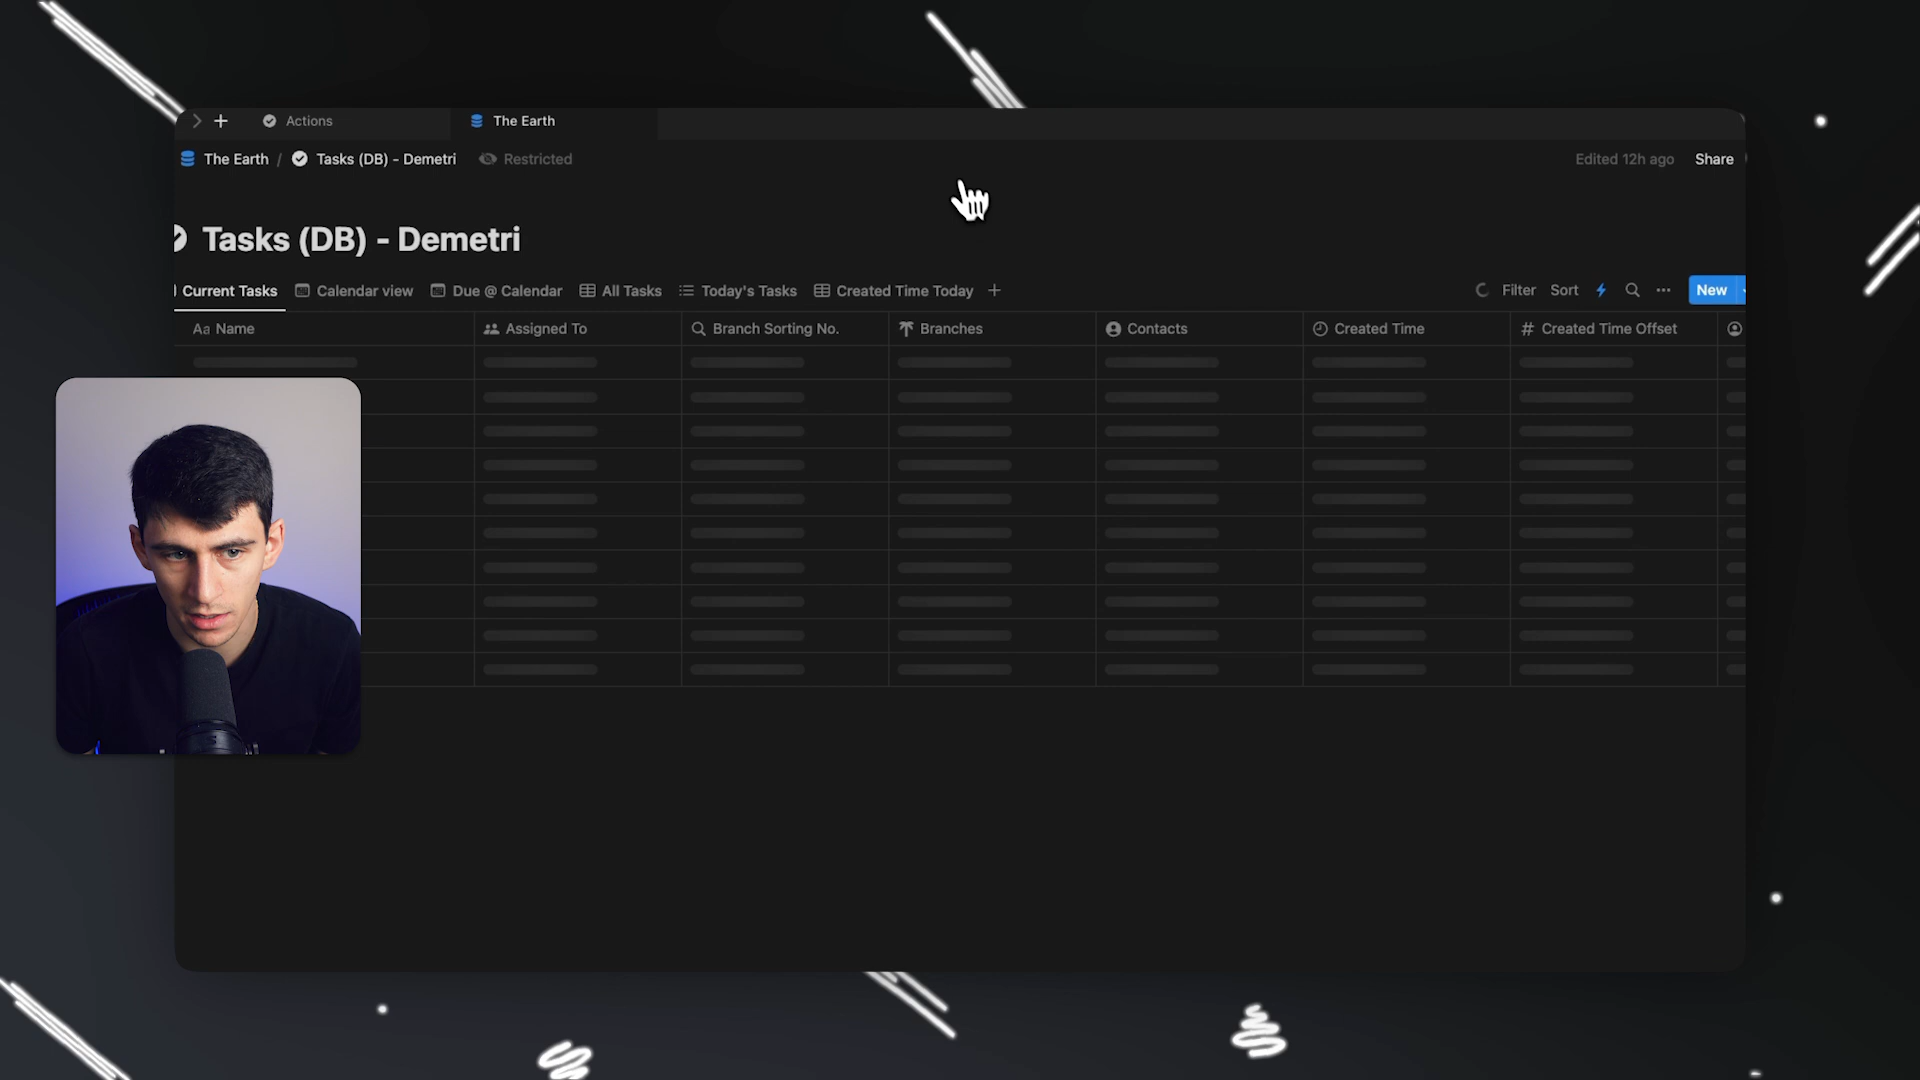 Actions
The Earth
The Earth / Tasks (DB) - Demetri Restricted
Edited 12h ago Share
Tasks (DB) - Demetri
Current Tasks Calendar view Due @ Calendar All Tasks Today's Tasks Created Time Today
Filter Sort New
Aa Name Assigned To Branch Sorting No. Branches Contacts Created Time # Created Time Offset